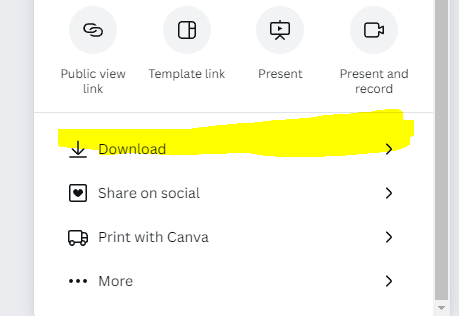 Public view link
Template link
Present
Present and record
Download
Share on social
Print with Canva
More